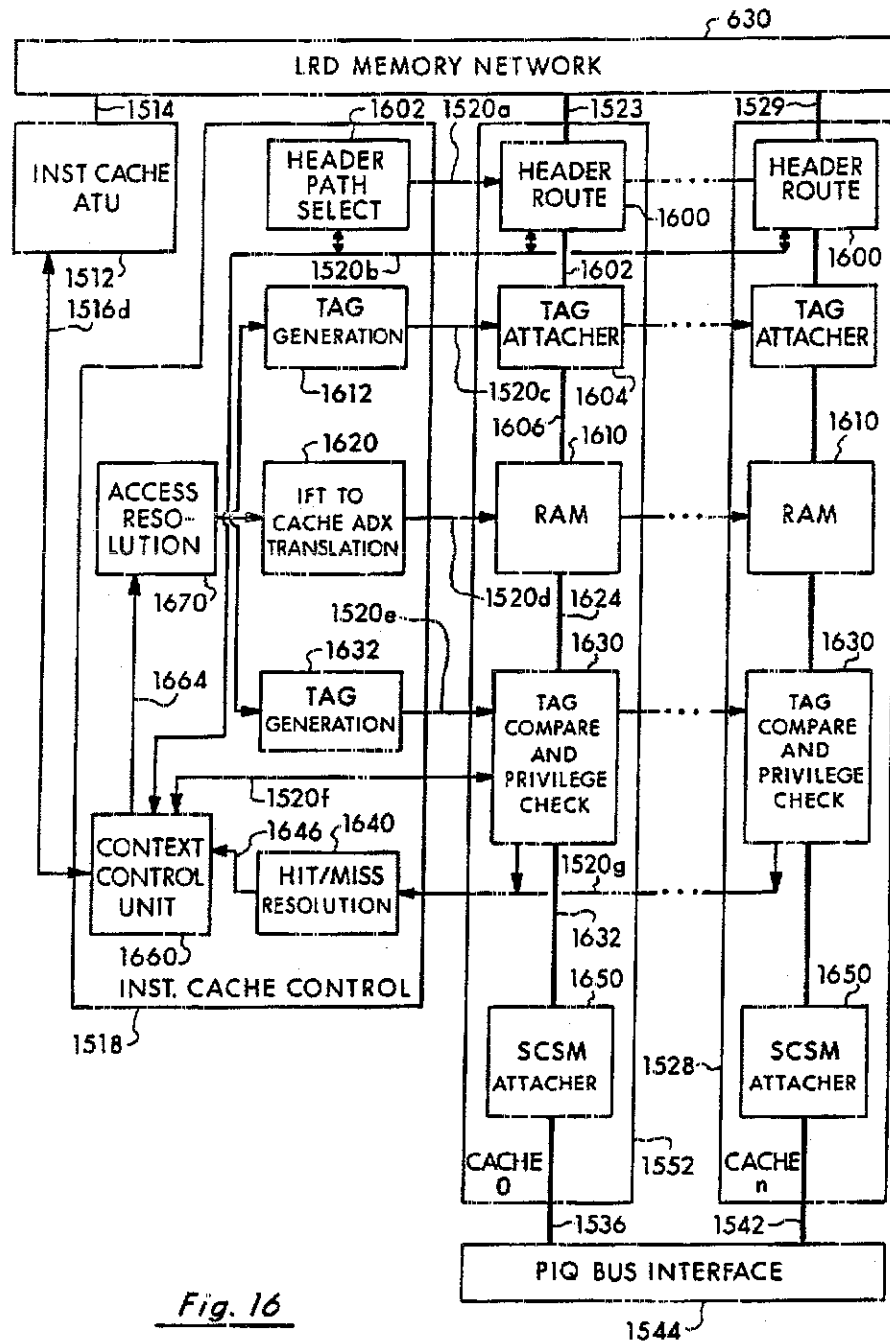 630
LRD MEMORY NETWORK
1514
1602
1520a
1523
1529
INST CACHE
ATU
HEADER
PATH
SELECT
HEADER
ROUTE
HEADER
ROUTE
1600
1600
1512
1516d
1520b
1602
TAG
GENERATION
TAG
ATTACHER
TAG
ATTACHER
1612
1520c
1604
1606
1620
1610
1610
ACCESS
RESO-
LUTION
IFT TO
CACHE ADX
TRANSLATION
RAM
RAM
1670
1520d
1624
1520e
1664
1632
1630
1630
TAG
GENERATION
TAG
COMPARE
AND
PRIVILEGE
CHECK
TAG
COMPARE
AND
PRIVILEGE
CHECK
1520f
1646
1640
CONTEXT
CONTROL
UNIT
HIT/MISS
RESOLUTION
1520g
1632
1660
INST. CACHE CONTROL
1518
1650
1650
SCSM
ATTACHER
SCSM
ATTACHER
1528
CACHE
0
1552
CACHE
n
1536
1542
PIQ BUS INTERFACE
1544
Fig. 16